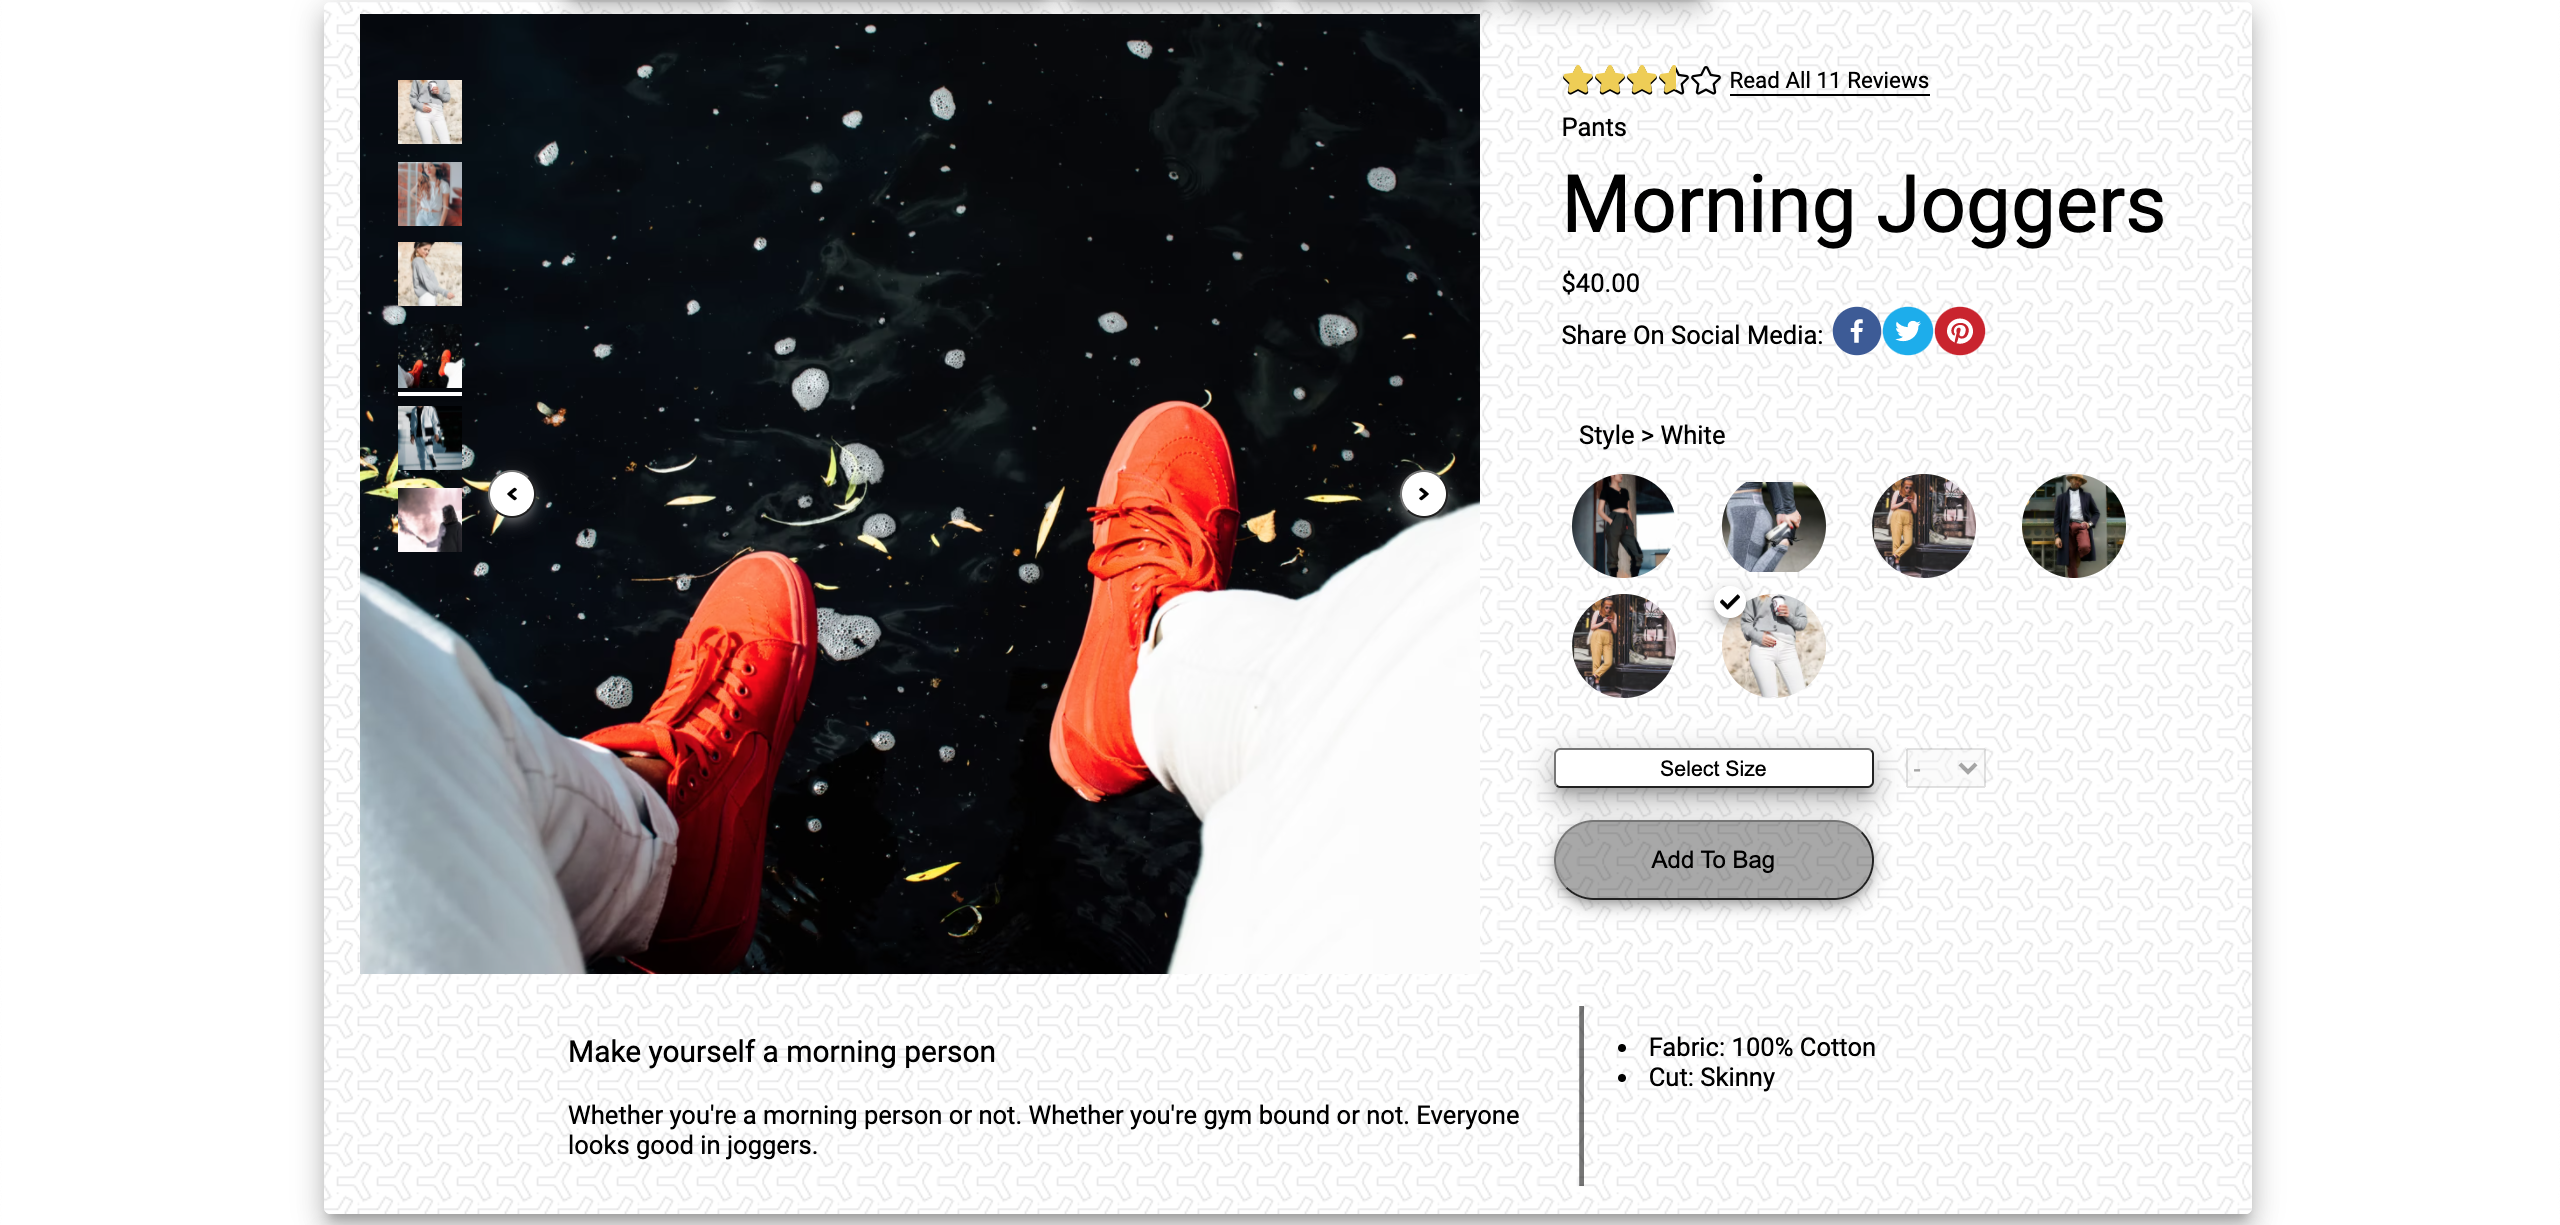 Read All 11 Reviews
Pants
Morning Joggers
$40.00
Share On Social Media:
Style > White
Select Size
-
Add To Bag
Make yourself a morning person
Whether you're a morning person or not. Whether you're gym bound or not. Everyone
looks good in joggers.
Fabric: 100% Cotton
Cut: Skinny